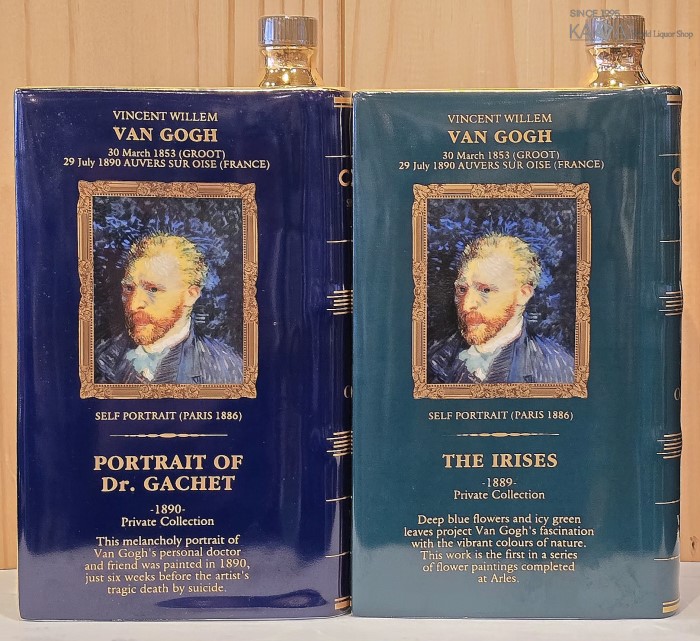 SINCE 1995
Old Liquor Shop
VINCENT WILLEM
VAN GOGH
30 March 1853 (GROOT)
29 July 1890 AUVERS SUR OISE (FRANCE)
SELF PORTRAIT (PARIS 1886)
PORTRAIT OF
Dr. GACHET
-1890-
Private Collection
This melancholy portrait of
Van Gogh's personal doctor
and friend was painted in 1890,
just six weeks before the artist's
tragic death by suicide.
VINCENT WILLEM
VAN GOGH
30 March 1853 (GROOT)
29 July 1890 AUVERS SUR OISE (FRANCE)
SELF PORTRAIT (PARIS 1886)
THE IRISES
-1889-
Private Collection
Deep blue flowers and icy green
leaves project Van Gogh's fascination
with the vibrant colours of nature.
This work is the first in a series
of flower paintings completed
at Arles.